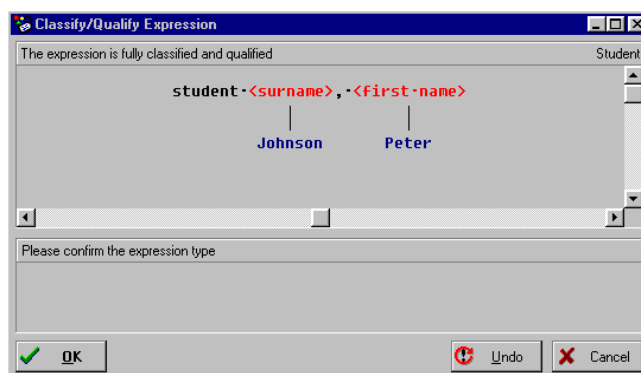 Classify/Qualify Expression
The expression is fully classified and qualified Student
student·<surname>,·<first·name>
Johnson Peter
Please confirm the expression type
OK Undo Cancel